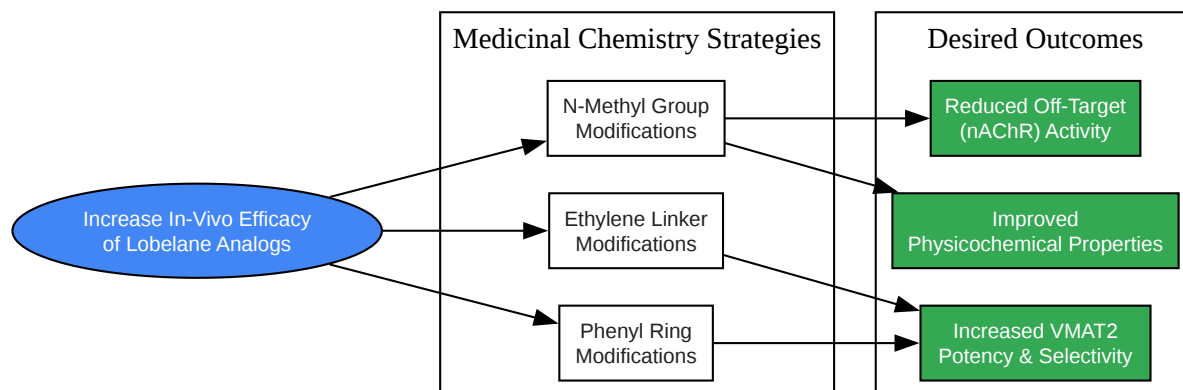 Medicinal Chemistry Strategies
Desired Outcomes
N-Methyl Group
Modifications
Reduced Off-Target
(nAChR) Activity
Increase In-Vivo Efficacy
of Lobelane Analogs
Ethylene Linker
Modifications
Improved
Physicochemical Properties
Phenyl Ring
Modifications
Increased VMAT2
Potency & Selectivity